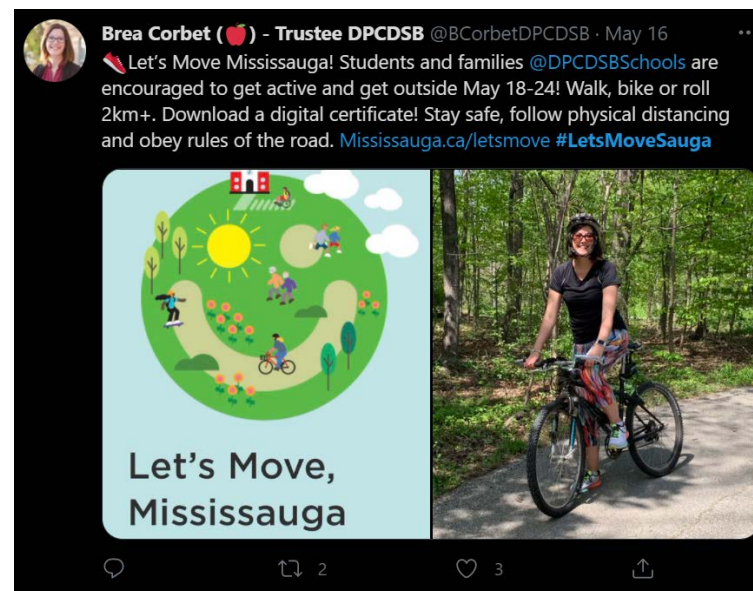 Brea Corbet (🍎) - Trustee DPCDSB @BCorbetDPCDSB · May 16
👟Let's Move Mississauga! Students and families @DPCDSBSchools are
encouraged to get active and get outside May 18-24! Walk, bike or roll
2km+. Download a digital certificate! Stay safe, follow physical distancing
and obey rules of the road. Mississauga.ca/letsmove #LetsMoveSauga
Let's Move,
Mississauga
2 3